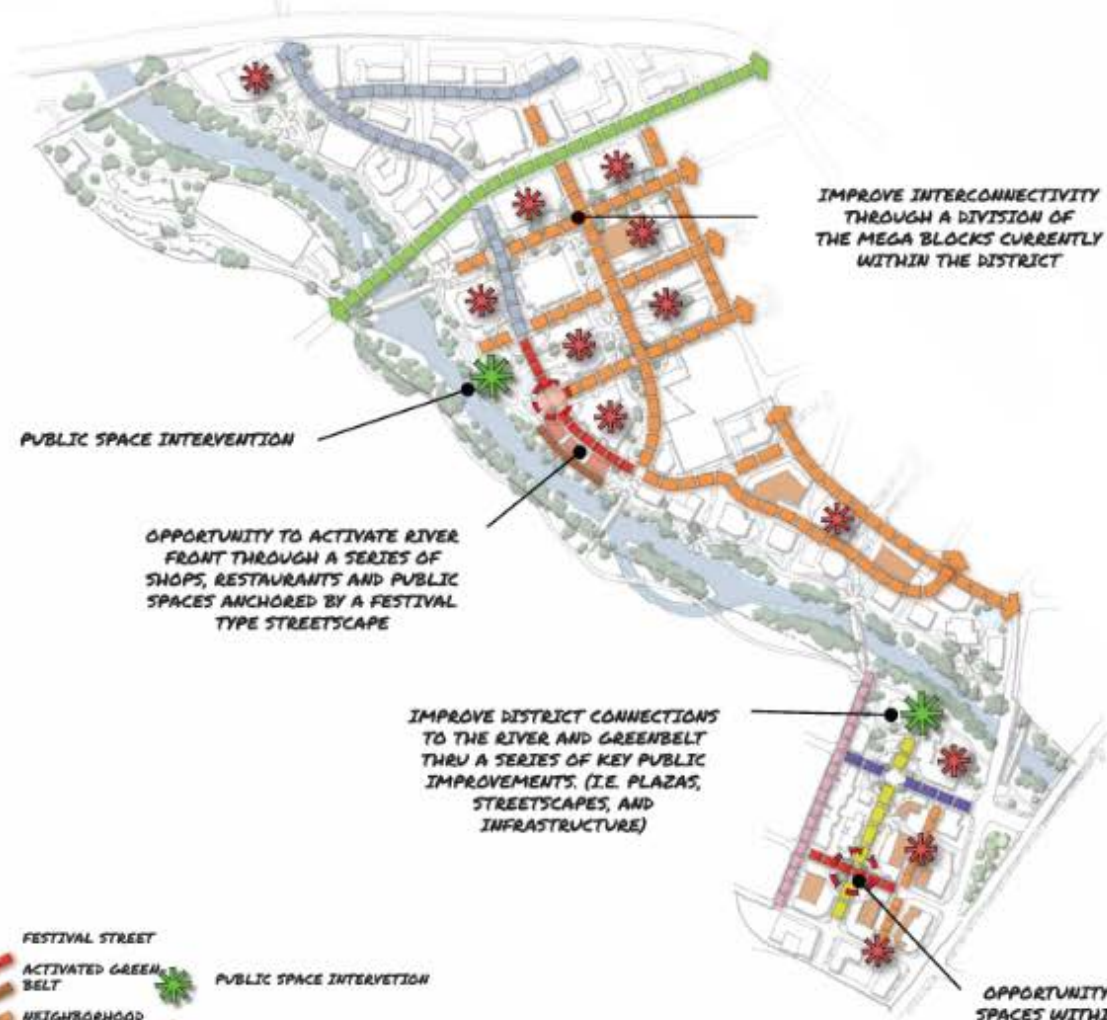 IMPROVE INTERCONNECTIVITY
THROUGH A DIVISION OF
THE MEGA BLOCKS CURRENTLY
WITHIN THE DISTRICT
PUBLIC SPACE INTERVENTION
OPPORTUNITY TO ACTIVATE RIVER
FRONT THROUGH A SERIES OF
SHOPS, RESTAURANTS AND PUBLIC
SPACES ANCHORED BY A FESTIVAL
TYPE STREETSCAPE
IMPROVE DISTRICT CONNECTIONS
TO THE RIVER AND GREENBELT
THRU A SERIES OF KEY PUBLIC
IMPROVEMENTS. (I.E. PLAZAS,
STREETSCAPES, AND
INFRASTRUCTURE)
FESTIVAL STREET
ACTIVATED GREEN
BELT
PUBLIC SPACE INTERVETION
NEIGHBORHOOD
OPPORTUNITY
SPACES WITHI